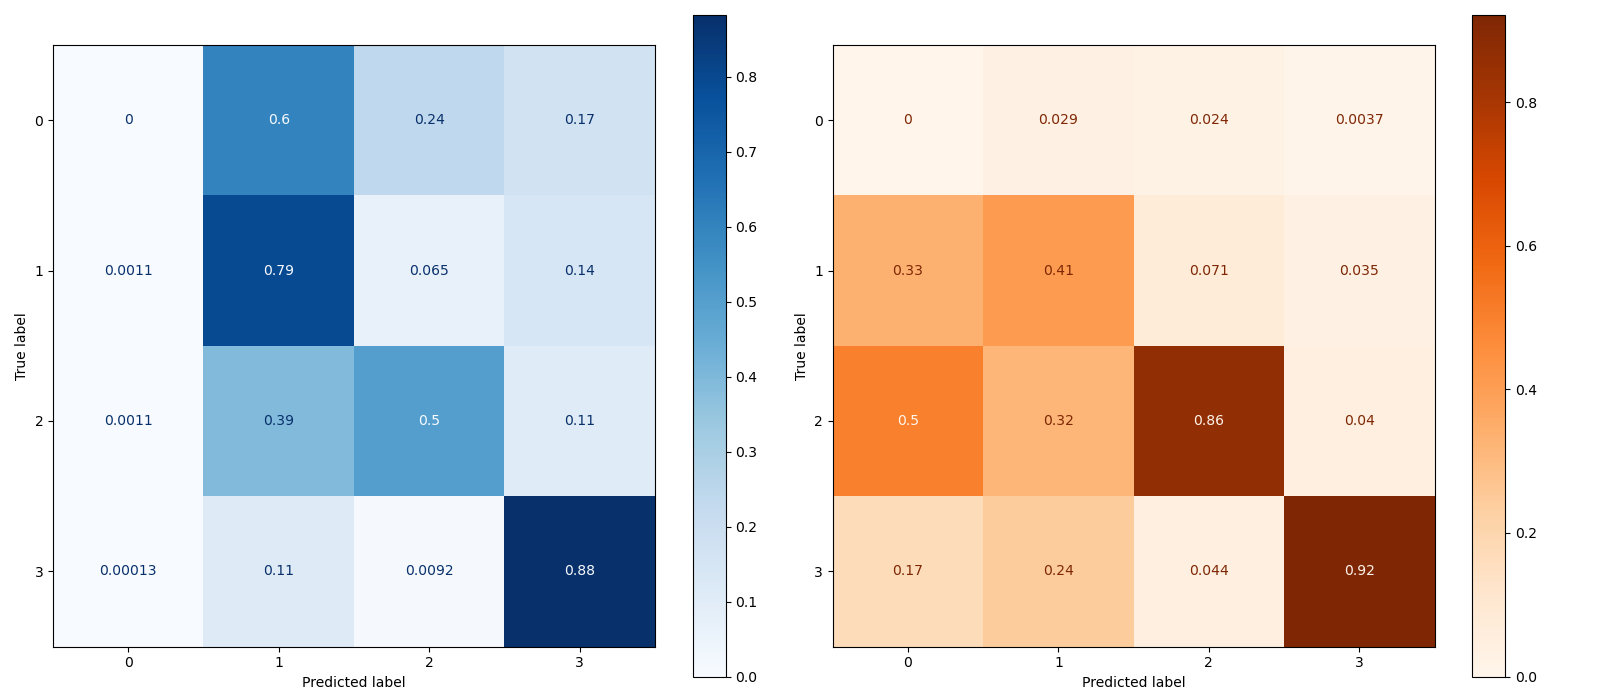 0 0.6 0.24 0.17
1 0.0011 0.79 0.065 0.14
2 0.0011 0.39 0.5 0.11
3 0.00013 0.11 0.0092 0.88
0 1 2 3
Predicted label
True label
0.8
0.7
0.6
0.5
0.4
0.3
0.2
0.1
0.0
0 0 0.029 0.024 0.0037
1 0.33 0.41 0.071 0.035
2 0.5 0.32 0.86 0.04
3 0.17 0.24 0.044 0.92
0 1 2 3
Predicted label
True label
0.8
0.6
0.4
0.2
0.0